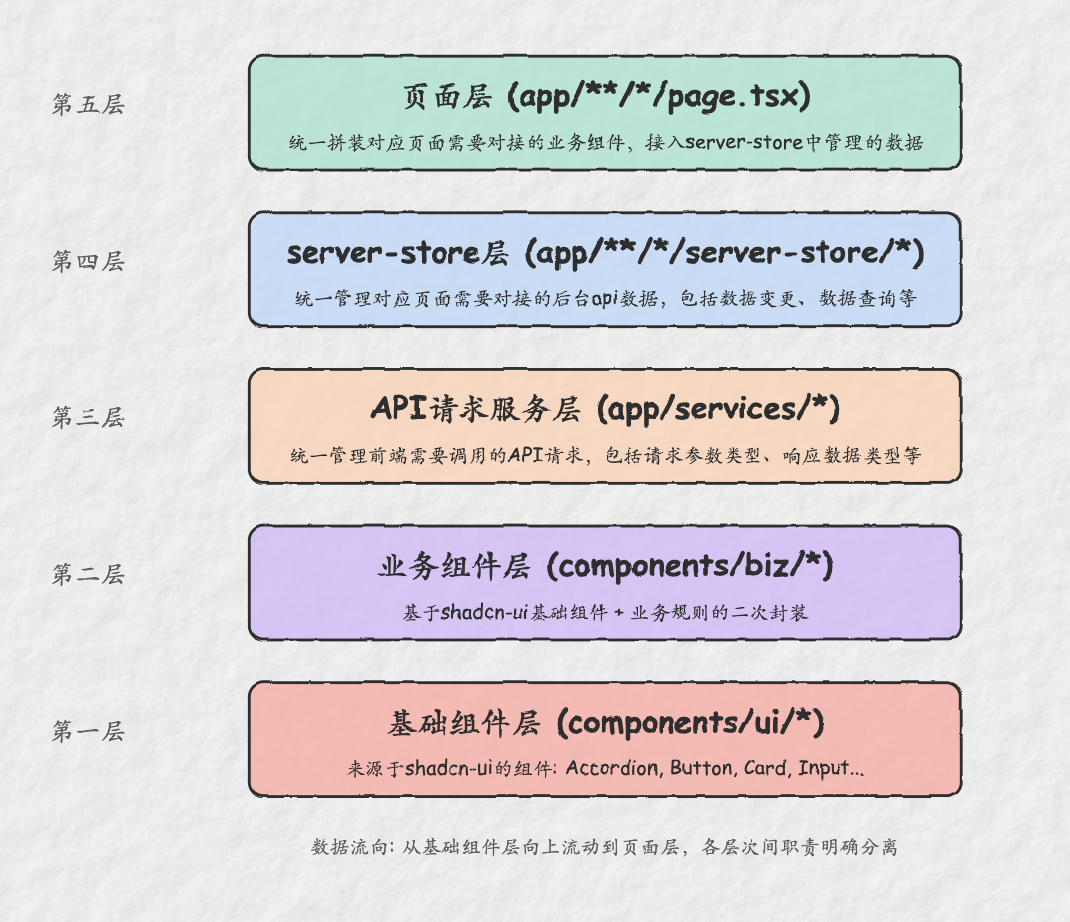 第五层
页面层 (app/**/*/page.tsx)
统一拼装对应页面需要对接的业务组件，接入server-store中管理的数据
第四层
server-store层 (app/**/*/server-store/*)
统一管理对应页面需要对接的后台api数据，包括数据变更、数据查询等
第三层
API请求服务层 (app/services/*)
统一管理前端需要调用的API请求，包括请求参数类型、响应数据类型等
第二层
业务组件层 (components/biz/*)
基于shadcn-ui基础组件 + 业务规则的二次封装
第一层
基础组件层 (components/ui/*)
来源于shadcn-ui的组件: Accordion, Button, Card, Input...
数据流向: 从基础组件层向上流动到页面层，各层次间职责明确分离